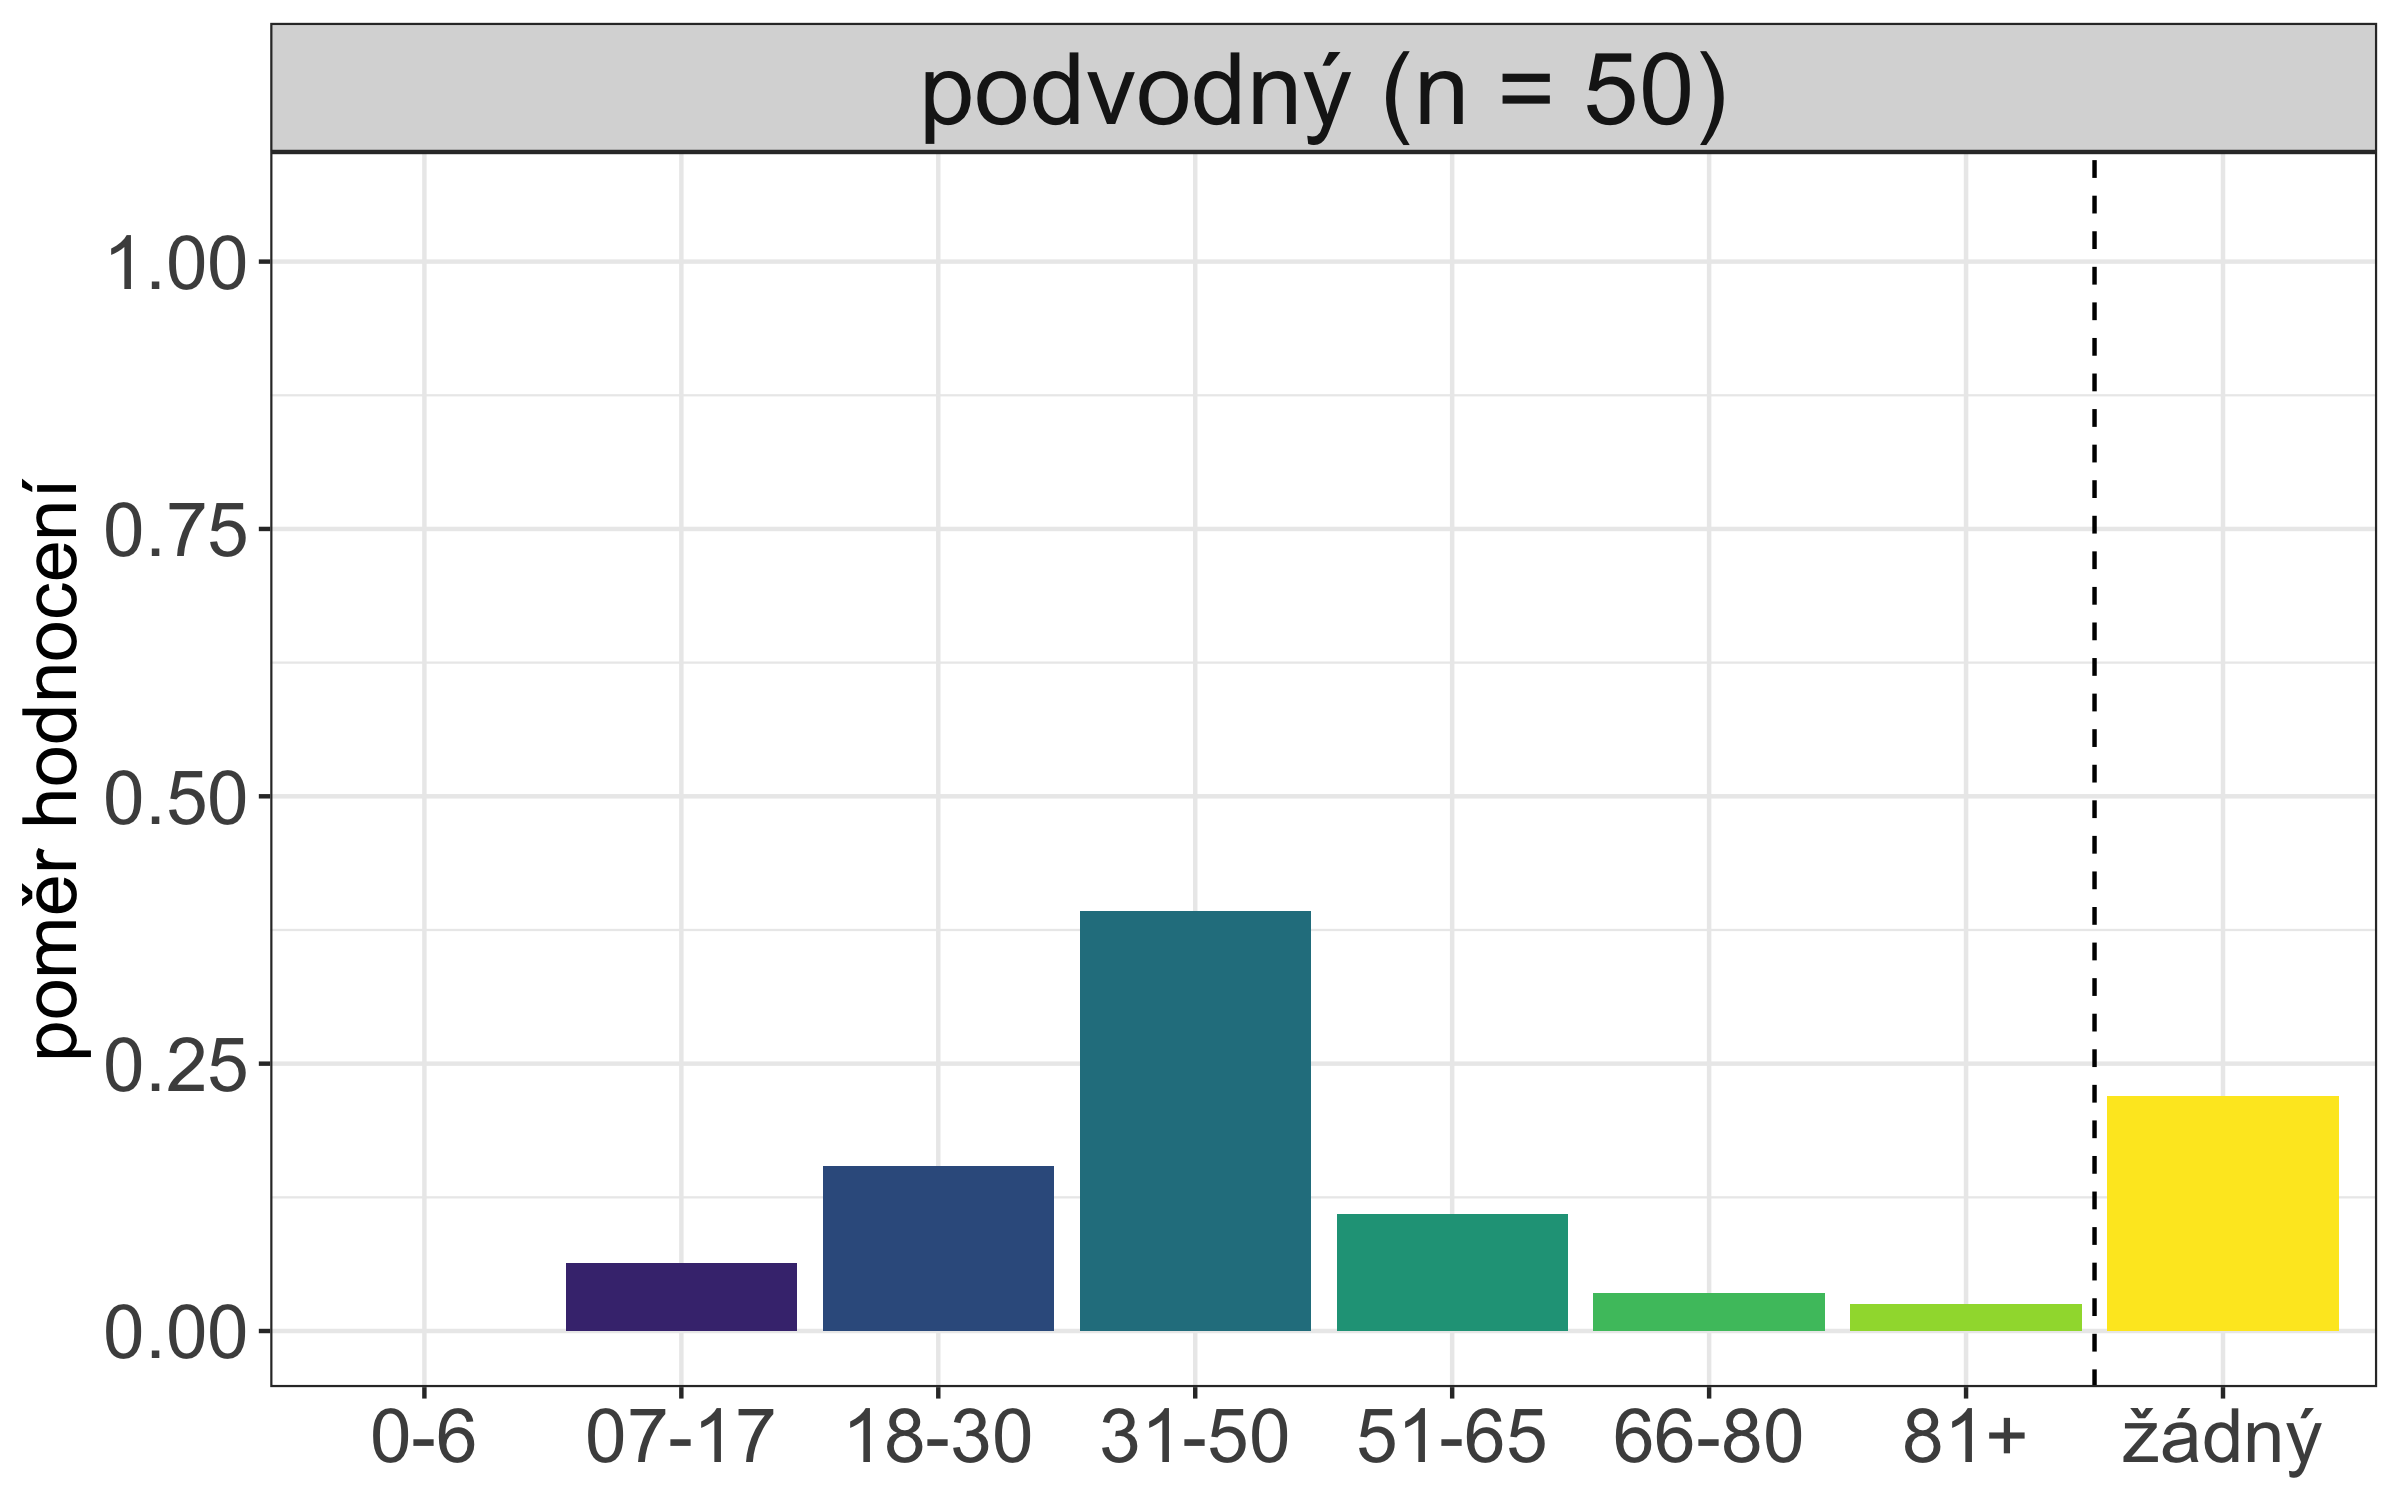 podvodný (n = 50)
poměr hodnocení
1.00
0.75
0.50
0.25
0.00
0-6 07-17 18-30 31-50 51-65 66-80 81+ žádný